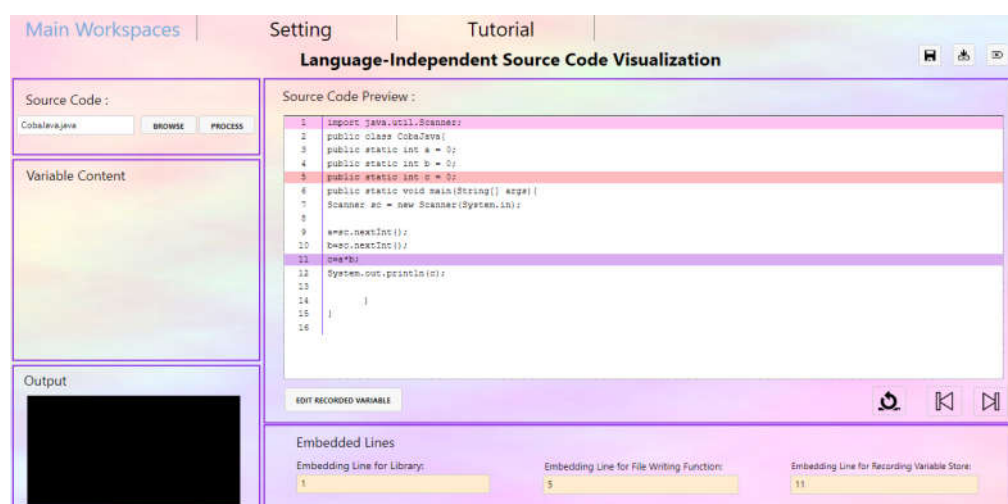 Main Workspaces Setting Tutorial
Language-Independent Source Code Visualization
Source Code :
CobaJava.java BROWSE PROCESS
Variable Content
Output
Source Code Preview :
1 import java.util.Scanner;
2 public class CobaJava{
3 public static int a = 0;
4 public static int b = 0;
5 public static int c = 0;
6 public static void main(String[] args){
7 Scanner sc = new Scanner(System.in);
8
9 a=sc.nextInt();
10 b=sc.nextInt();
11 c=a*b;
12 System.out.println(c);
13
14 }
15 }
16
EDIT RECORDED VARIABLE
Embedded Lines
Embedding Line for Library:
1
Embedding Line for File Writing Function:
5
Embedding Line for Recording Variable Store:
11